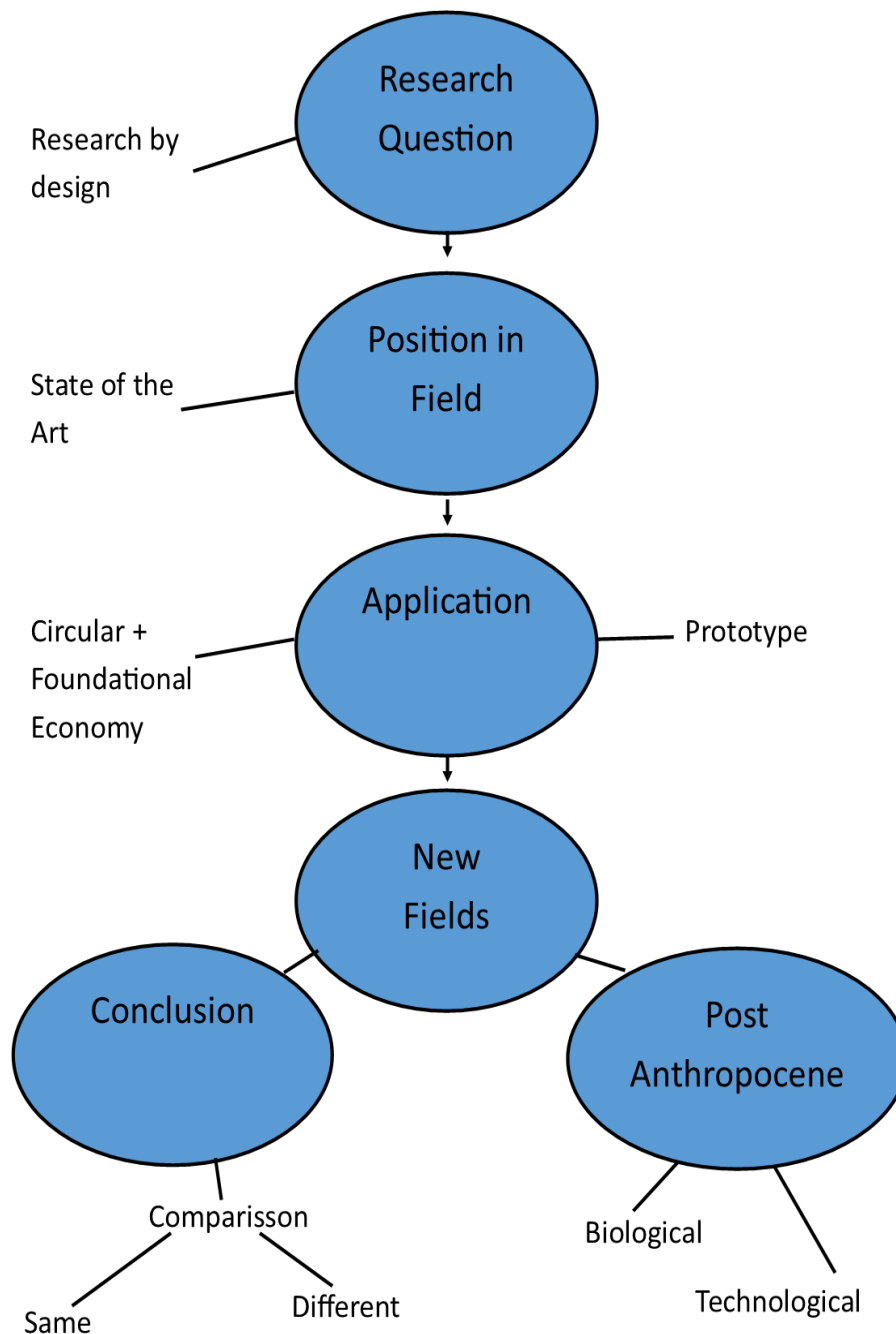 Research
Question
Research by
design
Position in
Field
State of the
Art
Application
Circular +
Foundational
Economy
Prototype
New
Fields
Conclusion
Post
Anthropocene
Comparisson
Biological
Same
Different
Technological